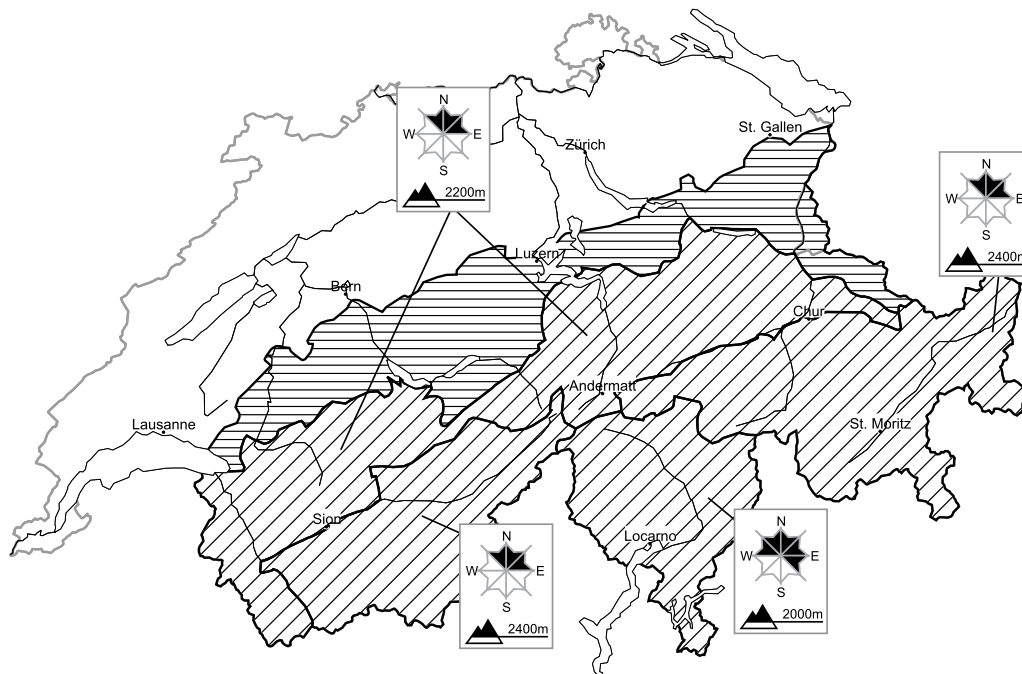 N
W E
S
2200m
St. Gallen
Zürich
N
W E
S
2400m
Luzern
Bern
Chur
Andermatt
Lausanne
St. Moritz
Sion
Locarno
N
W E
S
2400m
N
W E
S
2000m